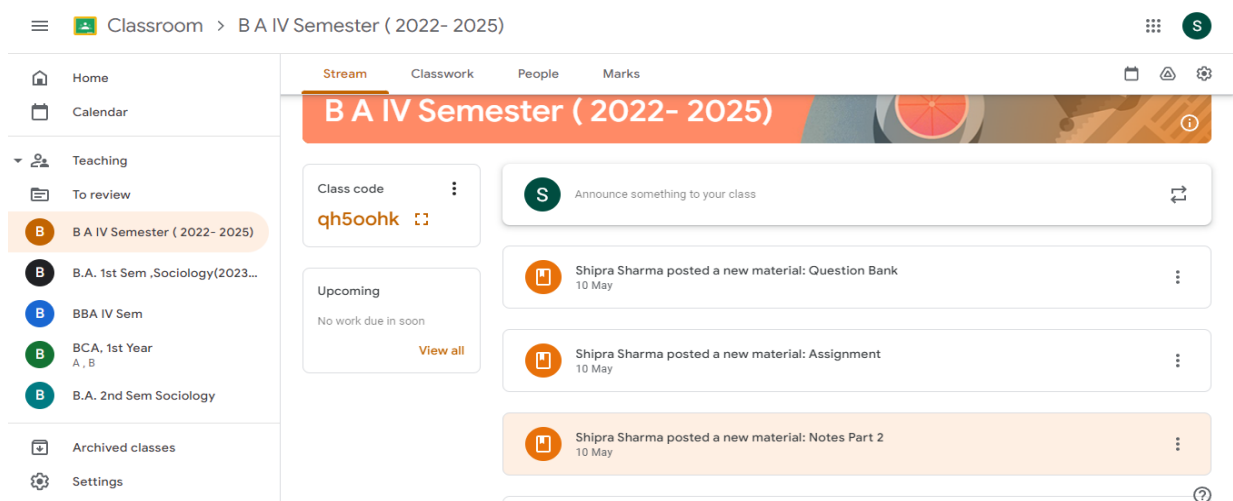 Classroom > B A IV Semester ( 2022- 2025)
S
Home
Calendar
Teaching
To review
B B A IV Semester ( 2022- 2025)
B B.A. 1st Sem ,Sociology(2023...
B BBA IV Sem
B BCA, 1st Year
A , B
B B.A. 2nd Sem Sociology
Archived classes
Settings
Stream Classwork People Marks
B A IV Semester ( 2022- 2025)
Class code
qh5oohk
Upcoming
No work due in soon
View all
S Announce something to your class
Shipra Sharma posted a new material: Question Bank
10 May
Shipra Sharma posted a new material: Assignment
10 May
Shipra Sharma posted a new material: Notes Part 2
10 May